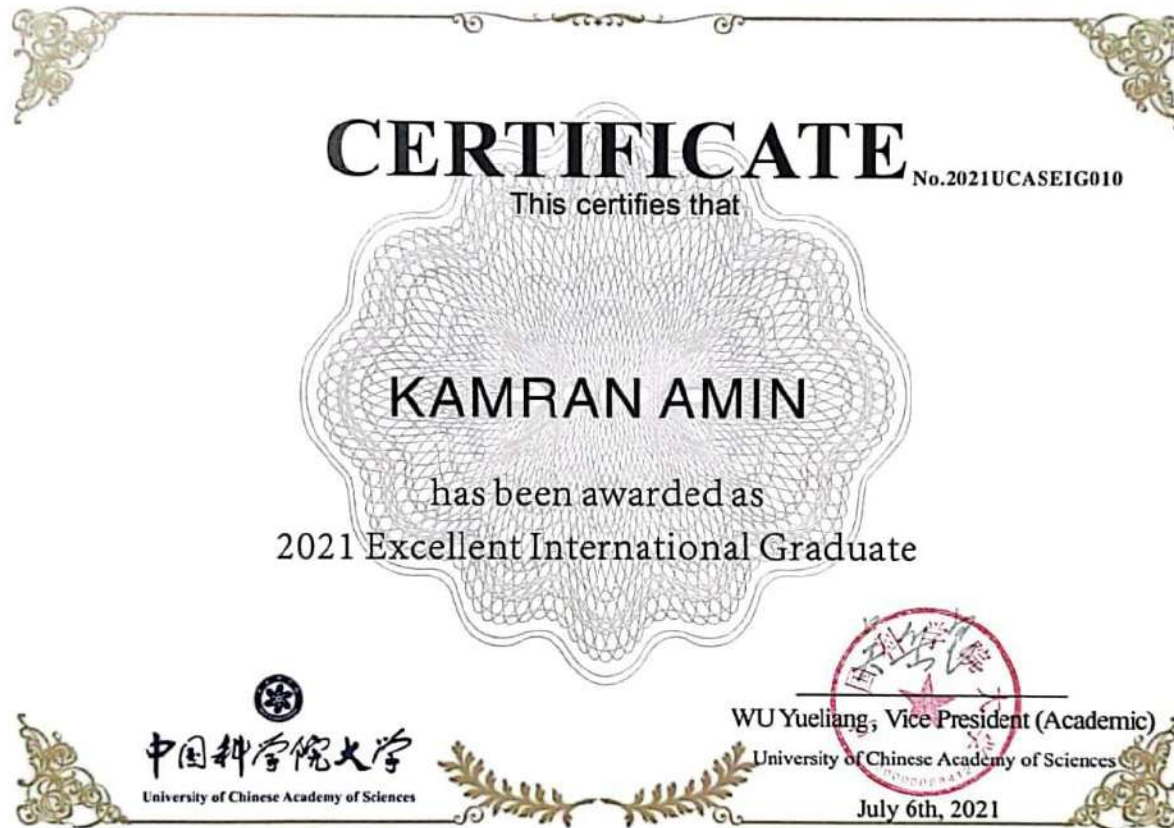 CERTIFICATE
No.2021UCASEIG010
This certifies that
KAMRAN AMIN
has been awarded as
2021 Excellent International Graduate
中国科学院大学
University of Chinese Academy of Sciences
WU Yueliang, Vice President (Academic)
University of Chinese Academy of Sciences
July 6th, 2021